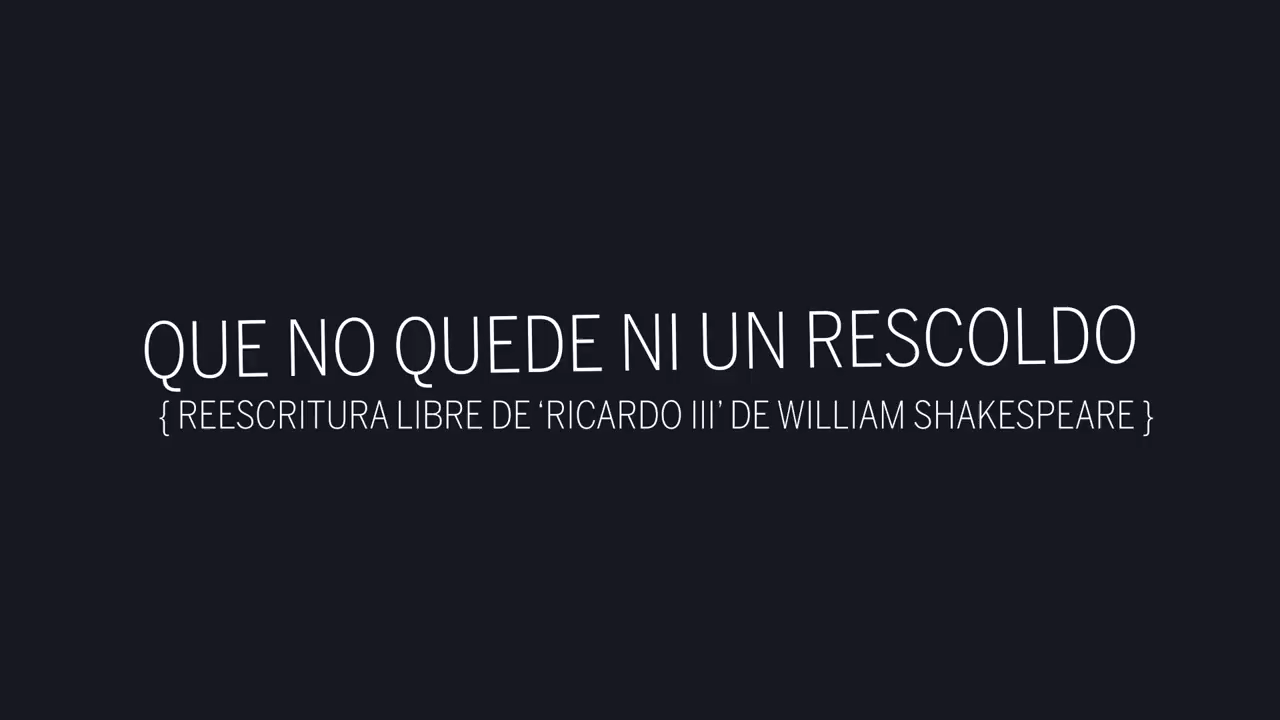 QUE NO QUEDE NI UN RESCOLDO
{ REESCRITURA LIBRE DE ‘RICARDO III’ DE WILLIAM SHAKESPEARE }